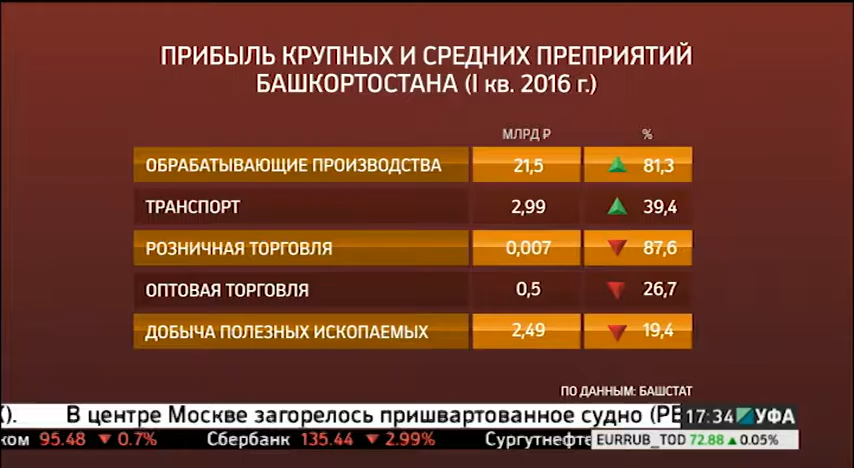 ПРИБЫЛЬ КРУПНЫХ И СРЕДНИХ ПРЕПРИЯТИЙ
БАШКОРТОСТАНА (I кв. 2016 г.)
МЛРД ₽ %
ОБРАБАТЫВАЮЩИЕ ПРОИЗВОДСТВА 21,5 ▲ 81,3
ТРАНСПОРТ 2,99 ▲ 39,4
РОЗНИЧНАЯ ТОРГОВЛЯ 0,007 ▼ 87,6
ОПТОВАЯ ТОРГОВЛЯ 0,5 ▼ 26,7
ДОБЫЧА ПОЛЕЗНЫХ ИСКОПАЕМЫХ 2,49 ▼ 19,4
ПО ДАННЫМ: БАШСТАТ
). В центре Москве загорелось пришвартованное судно (РЕ 17:34 УФА
ком 95.48 ▼ 0.7% Сбербанк 135.44 ▼ 2.99% Сургутнефте EURRUB_TOD 72.88 ▲ 0.05%